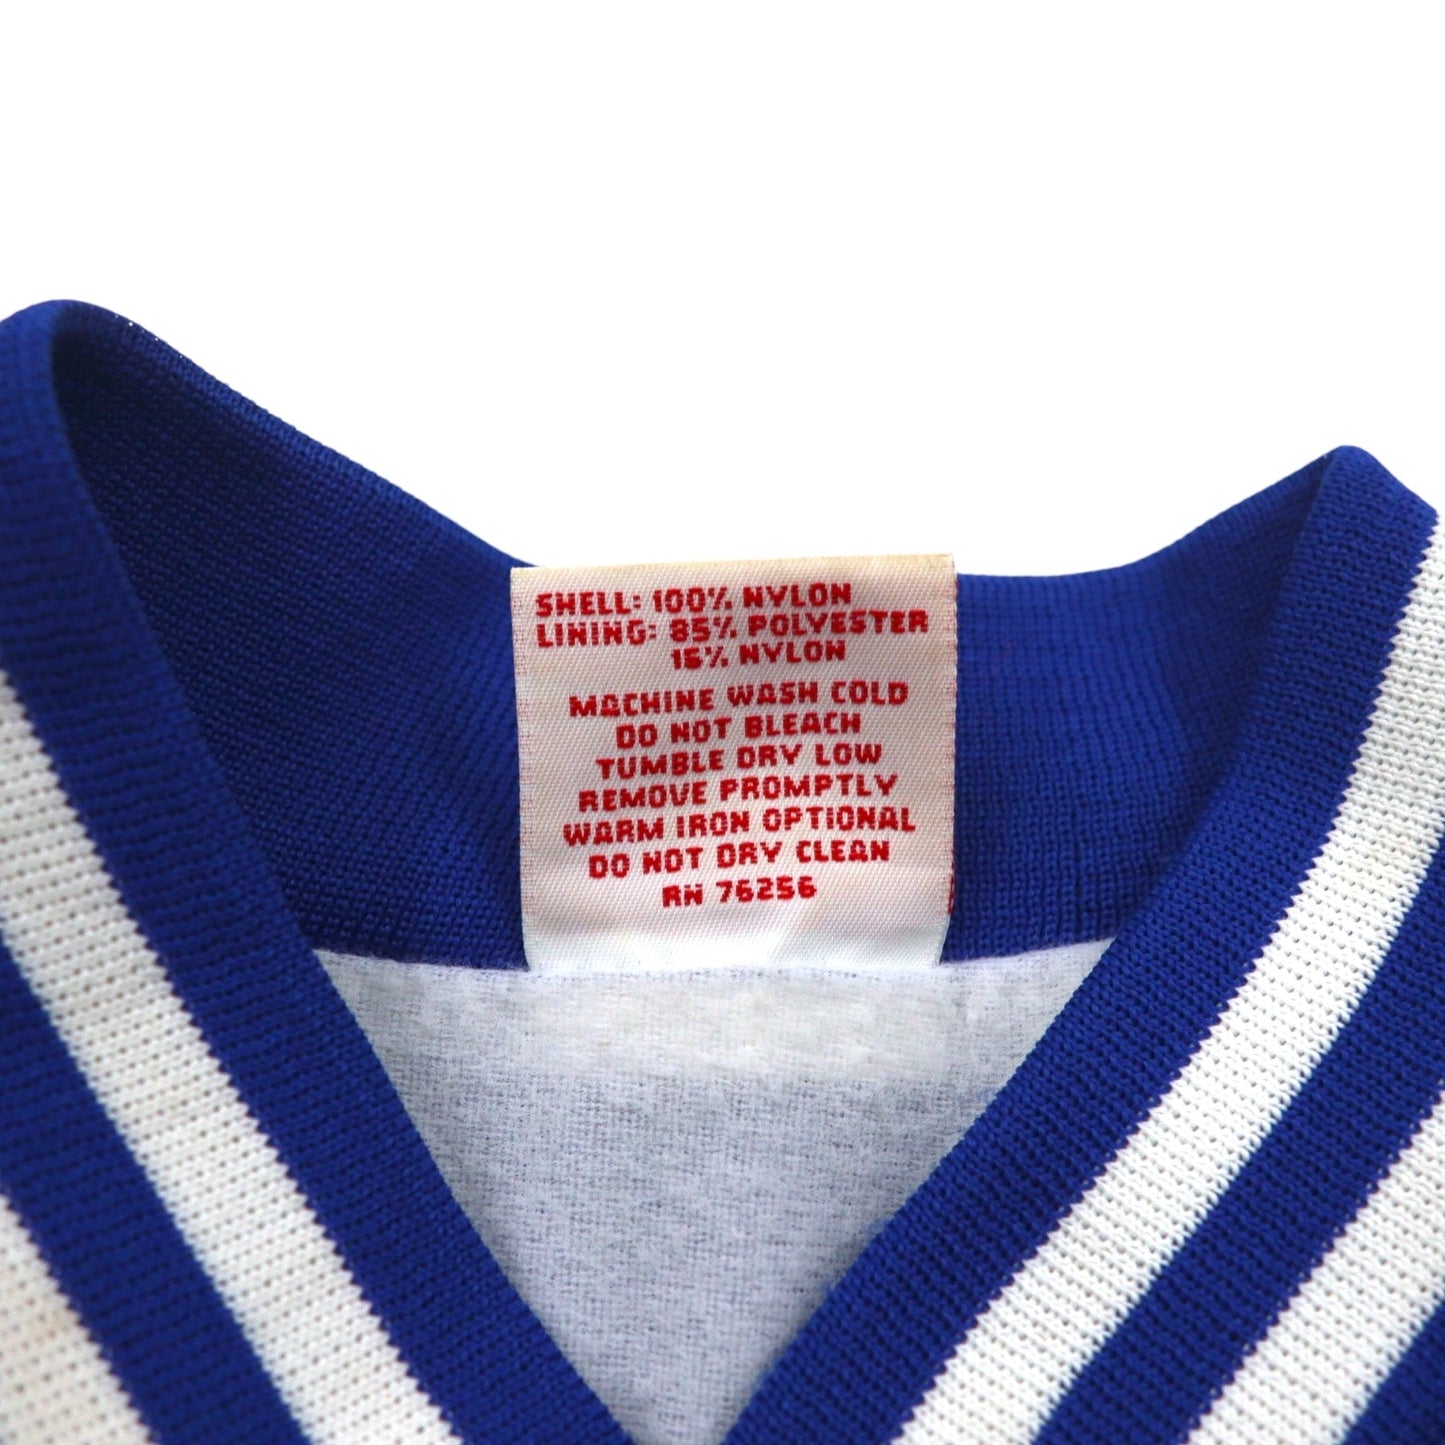 SHELL: 100% NYLON
LINING: 85% POLYESTER
15% NYLON
MACHINE WASH COLD
DO NOT BLEACH
TUMBLE DRY LOW
REMOVE PROMPTLY
WARM IRON OPTIONAL
DO NOT DRY CLEAN
RN 76256